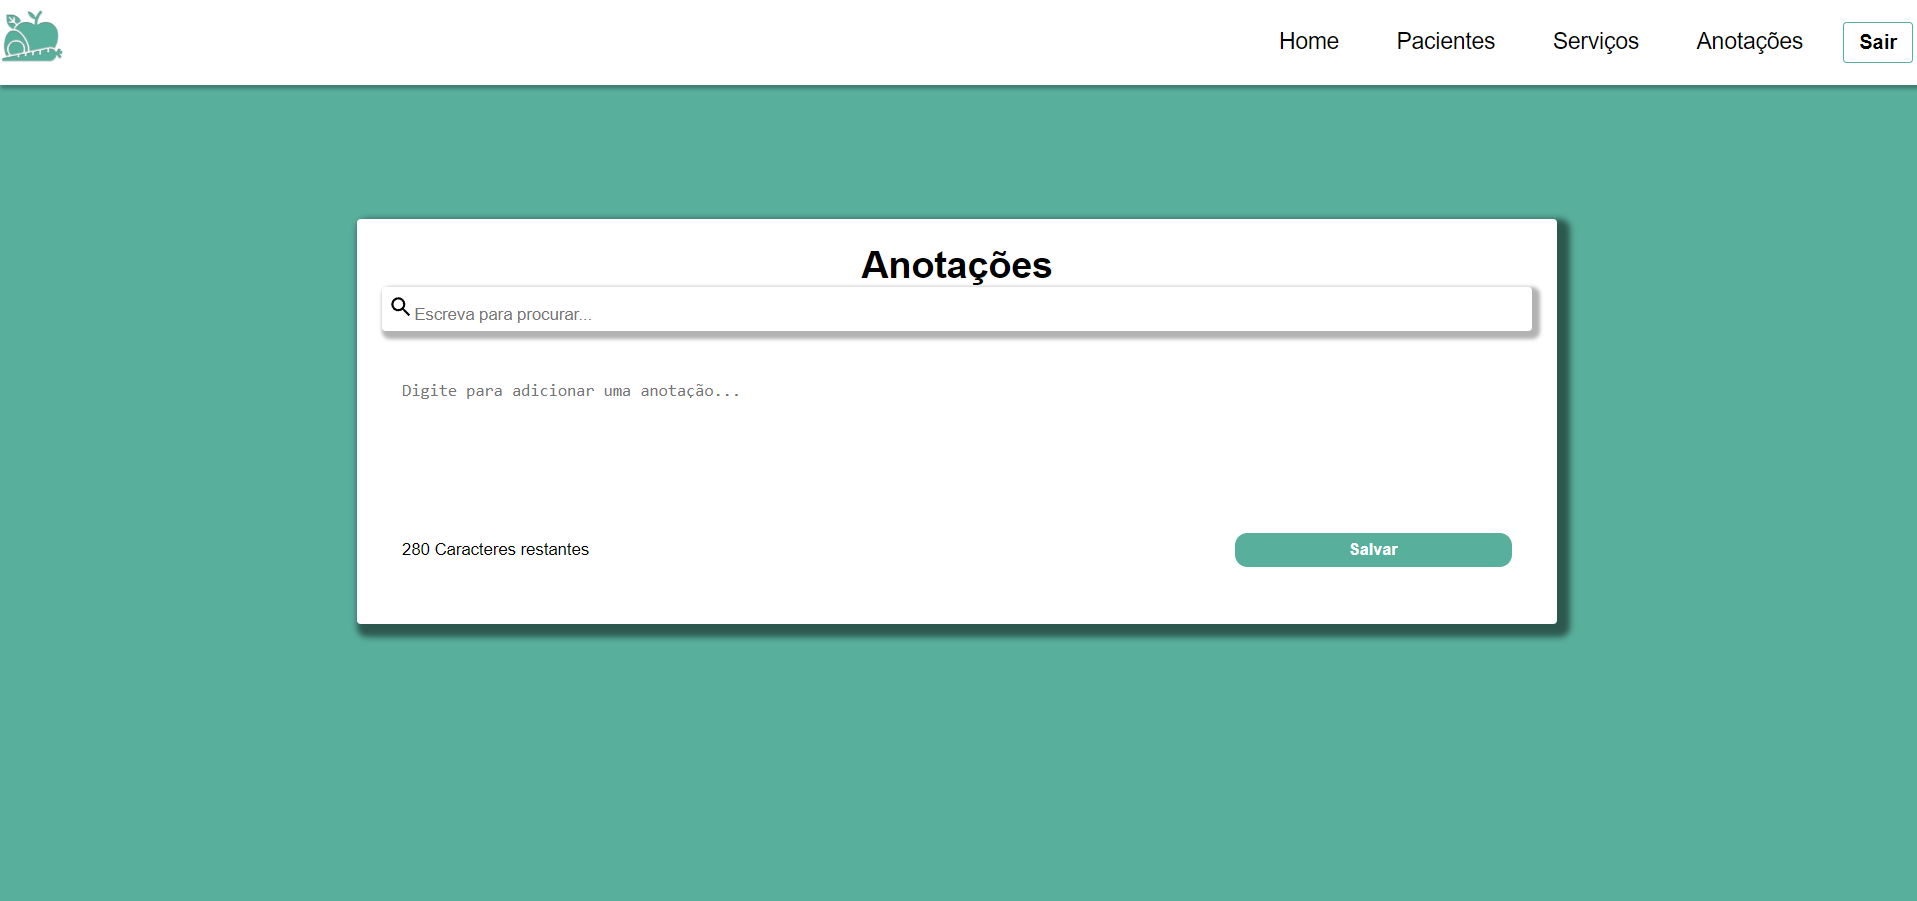 Home Pacientes Serviços Anotações Sair
Anotações
Escreva para procurar...
Digite para adicionar uma anotação...
280 Caracteres restantes
Salvar